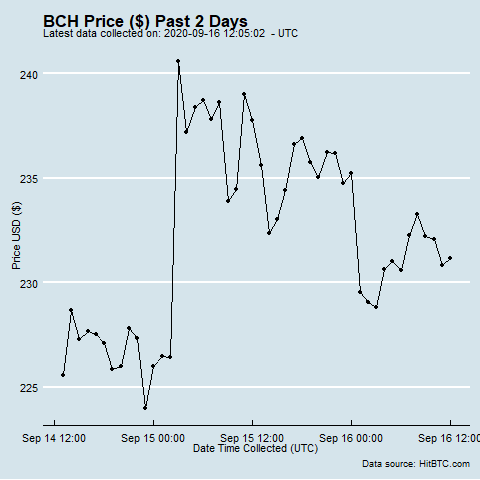 BCH Price ($) Past 2 Days
Latest data collected on: 2020-09-16 12:05:02  - UTC
240
235
230
225
Price USD ($)
Sep 14 12:00 Sep 15 00:00 Sep 15 12:00 Sep 16 00:00 Sep 16 12:00
Date Time Collected (UTC)
Data source: HitBTC.com